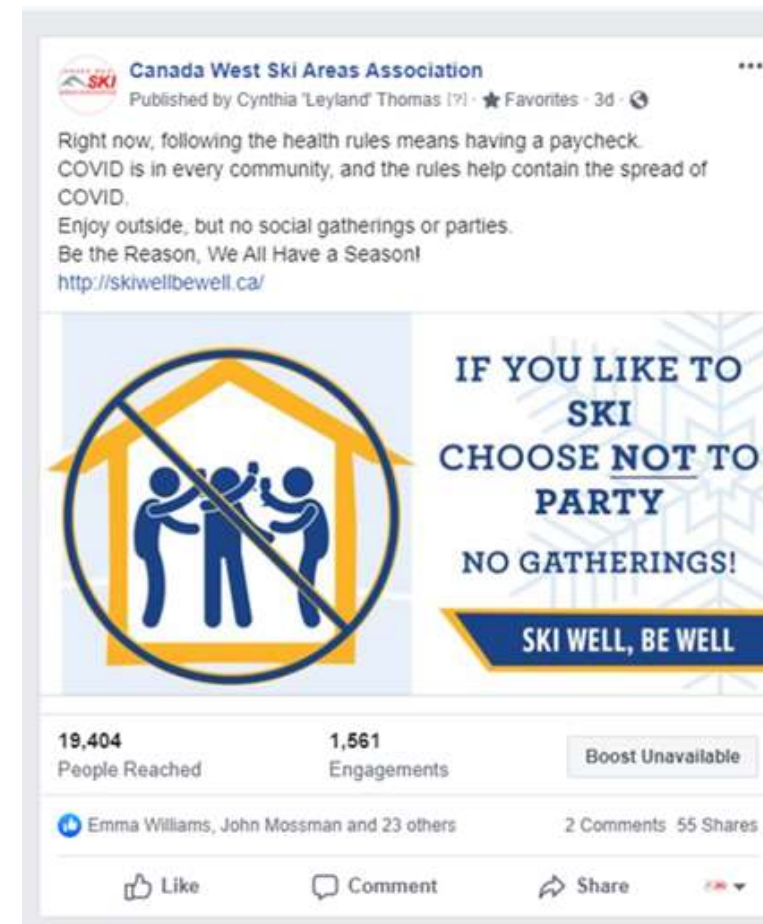 SKI
Canada West Ski Areas Association
Published by Cynthia 'Leyland' Thomas [?] · Favorites · 3d ·
Right now, following the health rules means having a paycheck.
COVID is in every community, and the rules help contain the spread of
COVID.
Enjoy outside, but no social gatherings or parties.
Be the Reason, We All Have a Season!
http://skiwellbewell.ca/
IF YOU LIKE TO
SKI
CHOOSE NOT TO
PARTY
NO GATHERINGS!
SKI WELL, BE WELL
19,404
People Reached
1,561
Engagements
Boost Unavailable
Emma Williams, John Mossman and 23 others
2 Comments 55 Shares
Like
Comment
Share